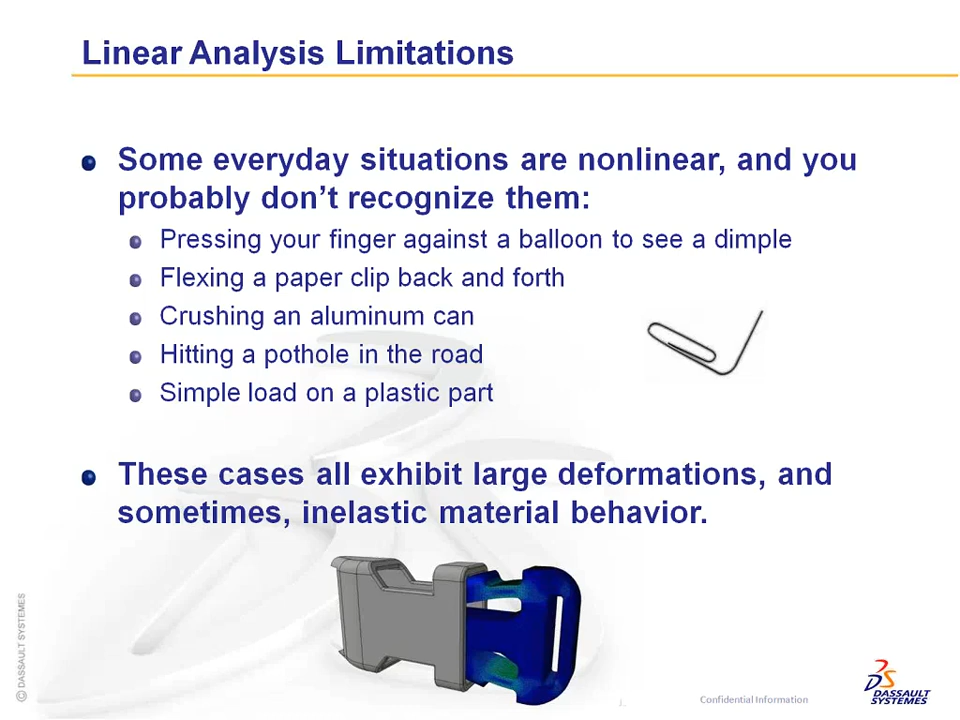 Linear Analysis Limitations
Some everyday situations are nonlinear, and you
probably don’t recognize them:
Pressing your finger against a balloon to see a dimple
Flexing a paper clip back and forth
Crushing an aluminum can
Hitting a pothole in the road
Simple load on a plastic part
These cases all exhibit large deformations, and
sometimes, inelastic material behavior.
© DASSAULT SYSTEMES
Confidential Information
DASSAULT
SYSTEMES